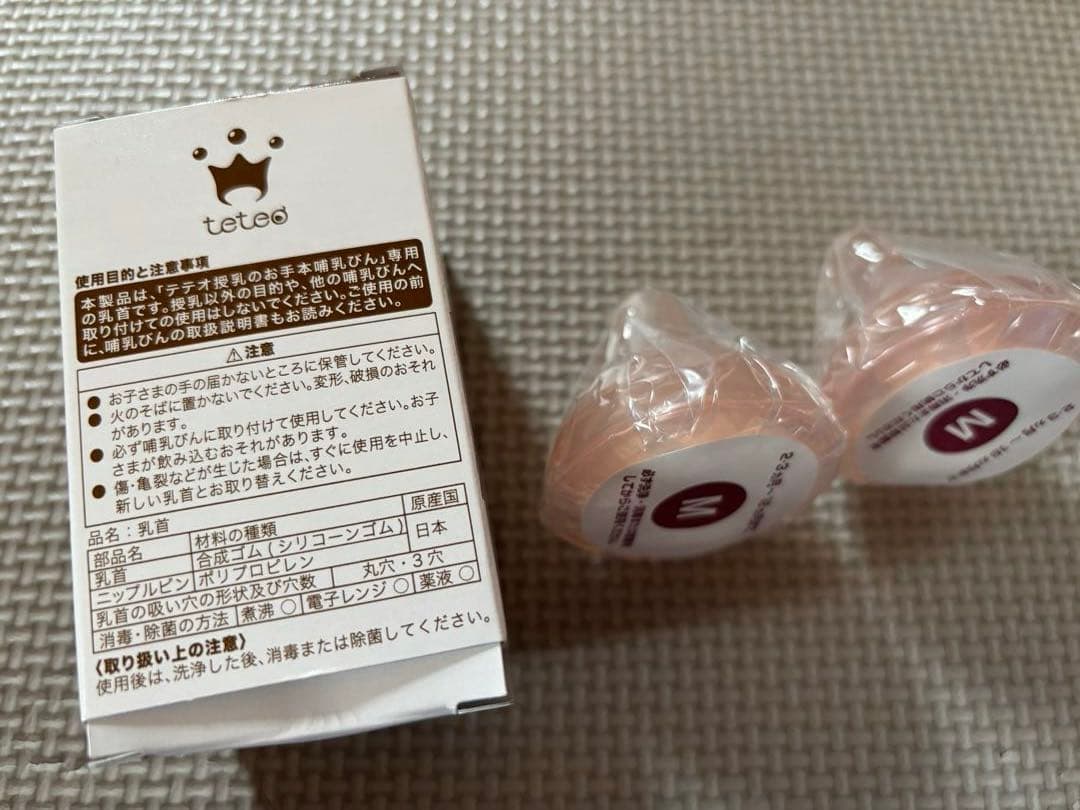 teteo
使用目的と注意事項
本製品は、「テテオ授乳のお手本哺乳びん」専用
の乳首です。授乳以外の目的や、他の哺乳びんへ
取り付けての使用はしないでください。ご使用の前
に、哺乳びんの取扱説明書もお読みください。
⚠注意
● お子さまの手の届かないところに保管してください。
● 火のそばに置かないでください。変形、破損のおそれ
があります。
● 必ず哺乳びんに取り付けて使用してください。お子
さまが飲み込むおそれがあります。
● 傷・亀裂などが生じた場合は、すぐに使用を中止し、
新しい乳首とお取り替えください。
品名：乳首
部品名 材料の種類 原産国
乳首 合成ゴム(シリコーンゴム) 日本
ニップルピン ポリプロピレン
乳首の吸い穴の形状及び穴数 丸穴・3穴
消毒・除菌の方法 煮沸 ○ 電子レンジ ○ 薬液 ○
〈取り扱い上の注意〉
使用後は、洗浄した後、消毒または除菌してください。
M
M